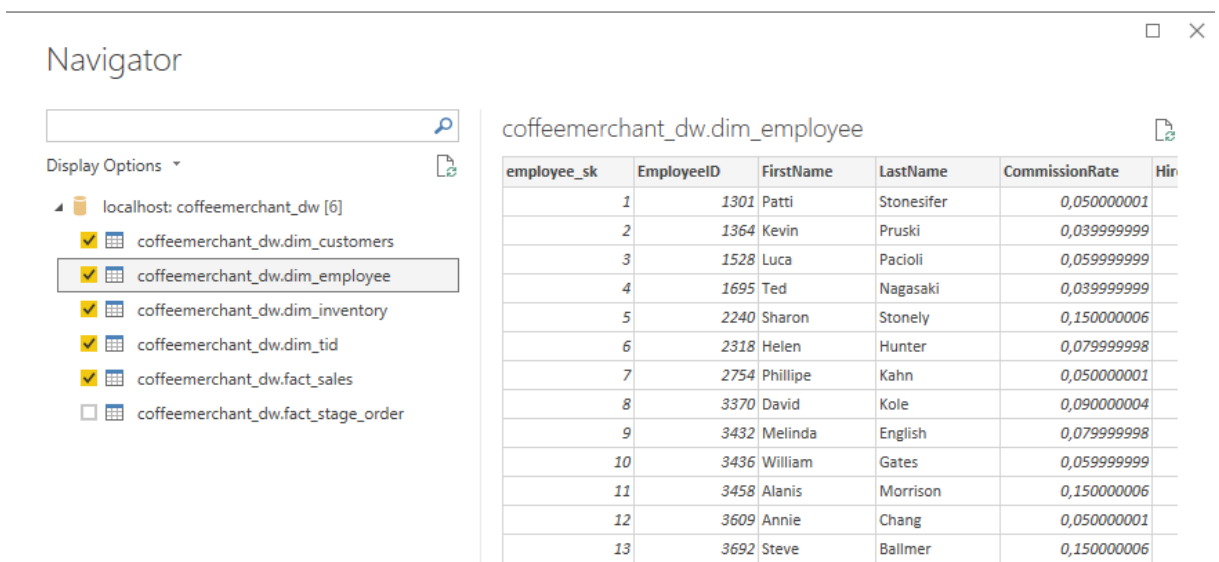 Navigator
Display Options
localhost: coffeemerchant_dw [6]
coffeemerchant_dw.dim_customers
coffeemerchant_dw.dim_employee
coffeemerchant_dw.dim_inventory
coffeemerchant_dw.dim_tid
coffeemerchant_dw.fact_sales
coffeemerchant_dw.fact_stage_order
coffeemerchant_dw.dim_employee
employee_sk EmployeeID FirstName LastName CommissionRate Hir
1 1301 Patti Stonesifer 0,050000001
2 1364 Kevin Pruski 0,039999999
3 1528 Luca Pacioli 0,059999999
4 1695 Ted Nagasaki 0,039999999
5 2240 Sharon Stonely 0,150000006
6 2318 Helen Hunter 0,079999998
7 2754 Phillipe Kahn 0,050000001
8 3370 David Kole 0,090000004
9 3432 Melinda English 0,079999998
10 3436 William Gates 0,059999999
11 3458 Alanis Morrison 0,150000006
12 3609 Annie Chang 0,050000001
13 3692 Steve Ballmer 0,150000006